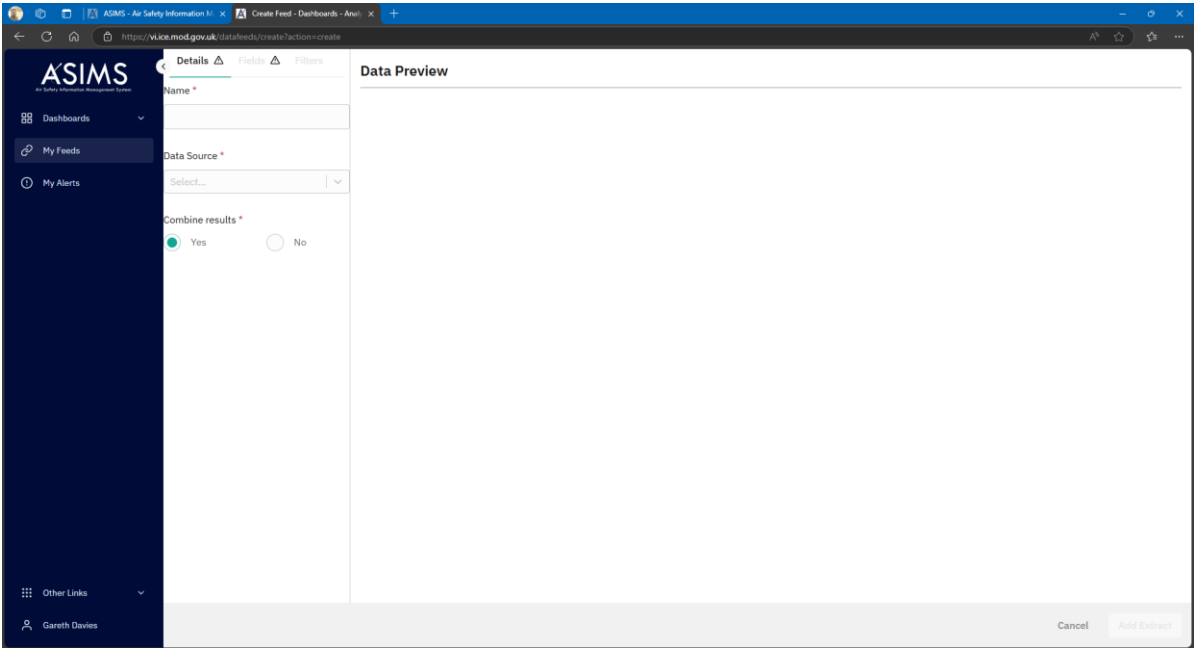 ASIMS - Air Safety Information M
Create Feed - Dashboards - Analy
https://vi.ice.mod.gov.uk/datafeeds/create?action=create
ASIMS
Air Safety Information Management System
Dashboards
My Feeds
My Alerts
Other Links
Gareth Davies
Details Fields Filters
Name *
Data Source *
Select...
Combine results *
Yes No
Data Preview
Cancel Add Extract